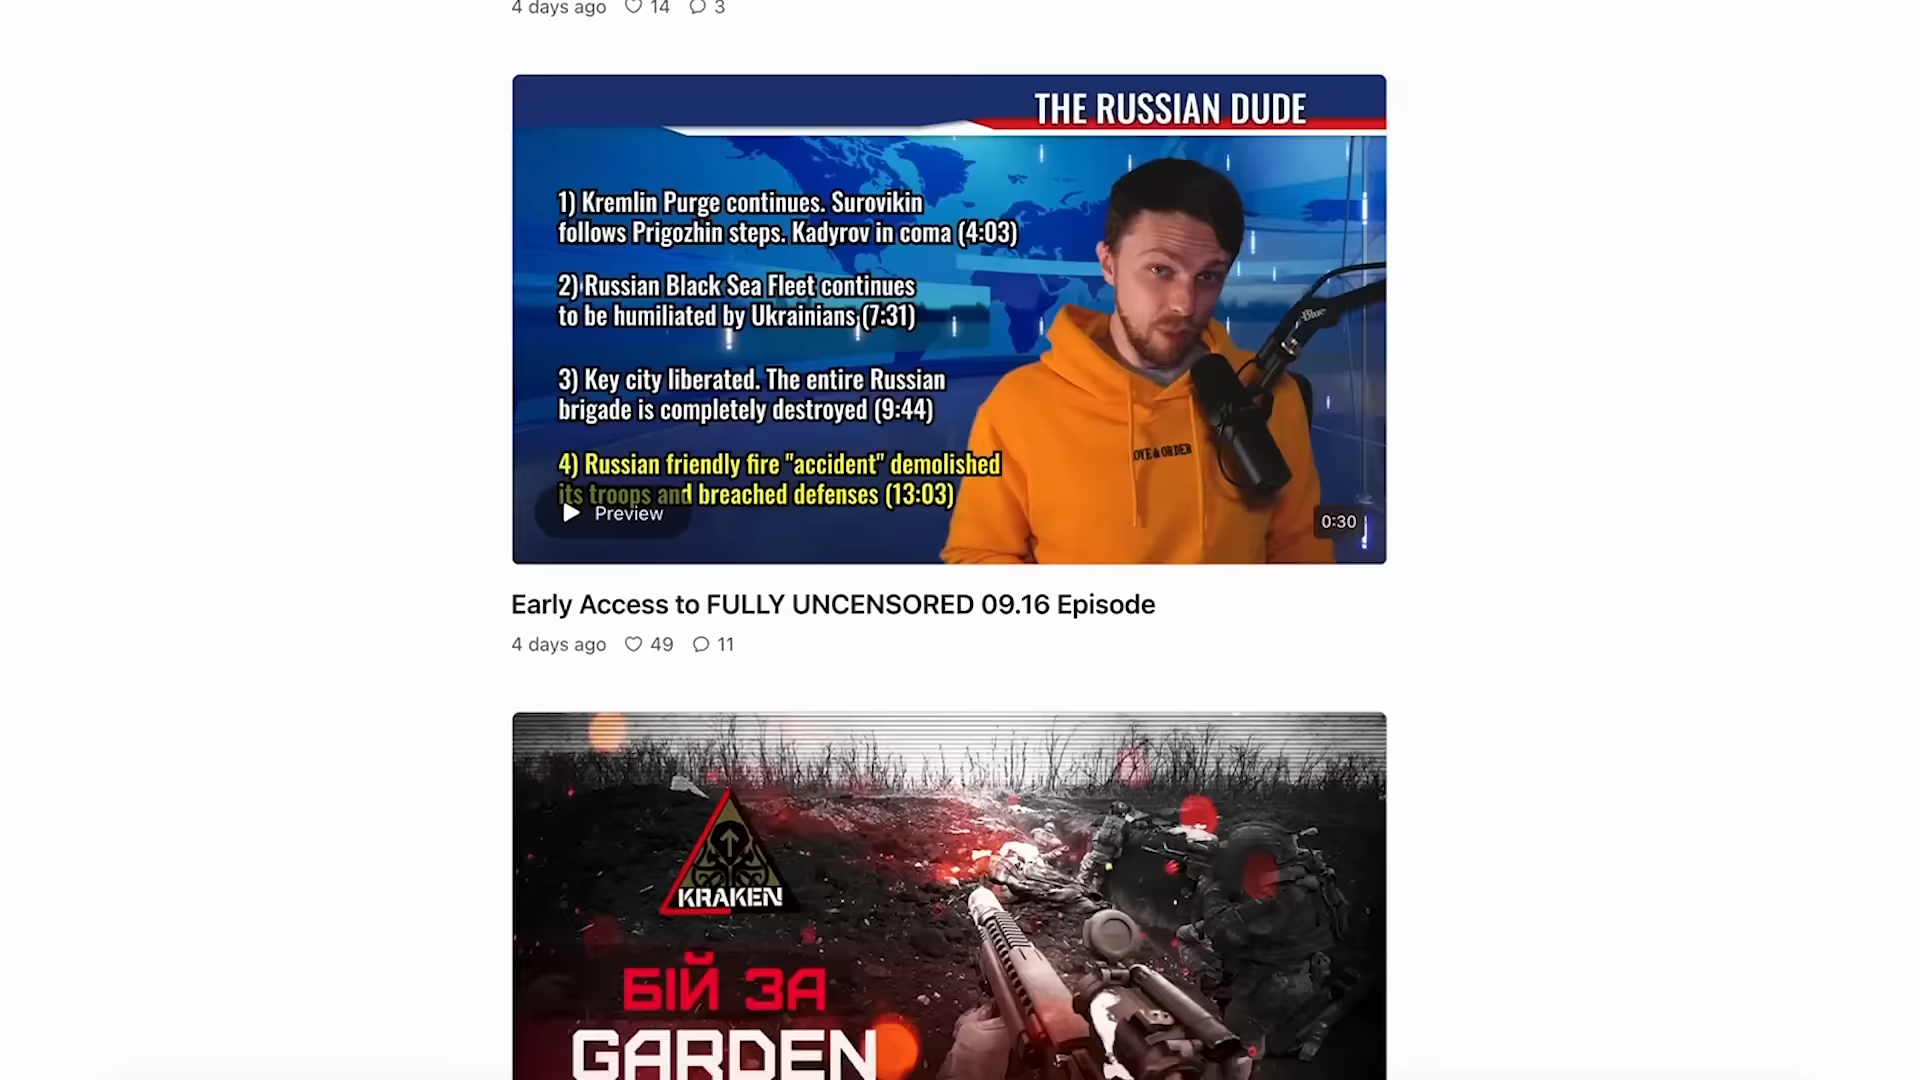 4 days ago 14 3
THE RUSSIAN DUDE
1) Kremlin Purge continues. Surovikin
follows Prigozhin steps. Kadyrov in coma (4:03)
2) Russian Black Sea Fleet continues
to be humiliated by Ukrainians (7:31)
3) Key city liberated. The entire Russian
brigade is completely destroyed (9:44)
4) Russian friendly fire "accident" demolished
its troops and breached defenses (13:03)
Preview
0:30
Blue
LOVE & ORDER
Early Access to FULLY UNCENSORED 09.16 Episode
4 days ago 49 11
KRAKEN
БІЙ ЗА
GARDEN